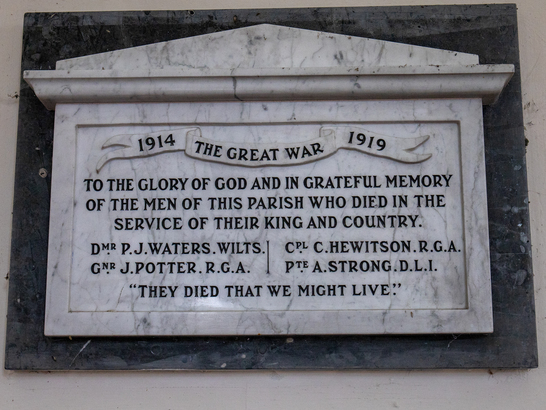 1914 THE GREAT WAR 1919
TO THE GLORY OF GOD AND IN GRATEFUL MEMORY
OF THE MEN OF THIS PARISH WHO DIED IN THE
SERVICE OF THEIR KING AND COUNTRY.
DMR P.J.WATERS.WILTS. CPL C.HEWITSON.R.G.A.
GNR J.POTTER.R.G.A. PTE A.STRONG.D.L.I.
"THEY DIED THAT WE MIGHT LIVE."